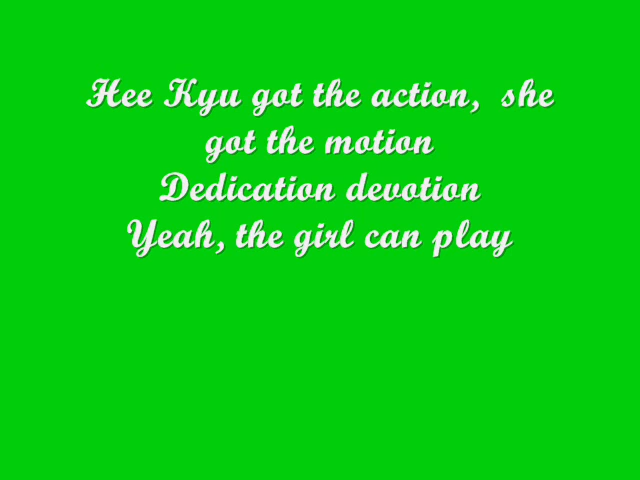 Hee Kyu got the action,  she
got the motion
Dedication devotion
Yeah, the girl can play